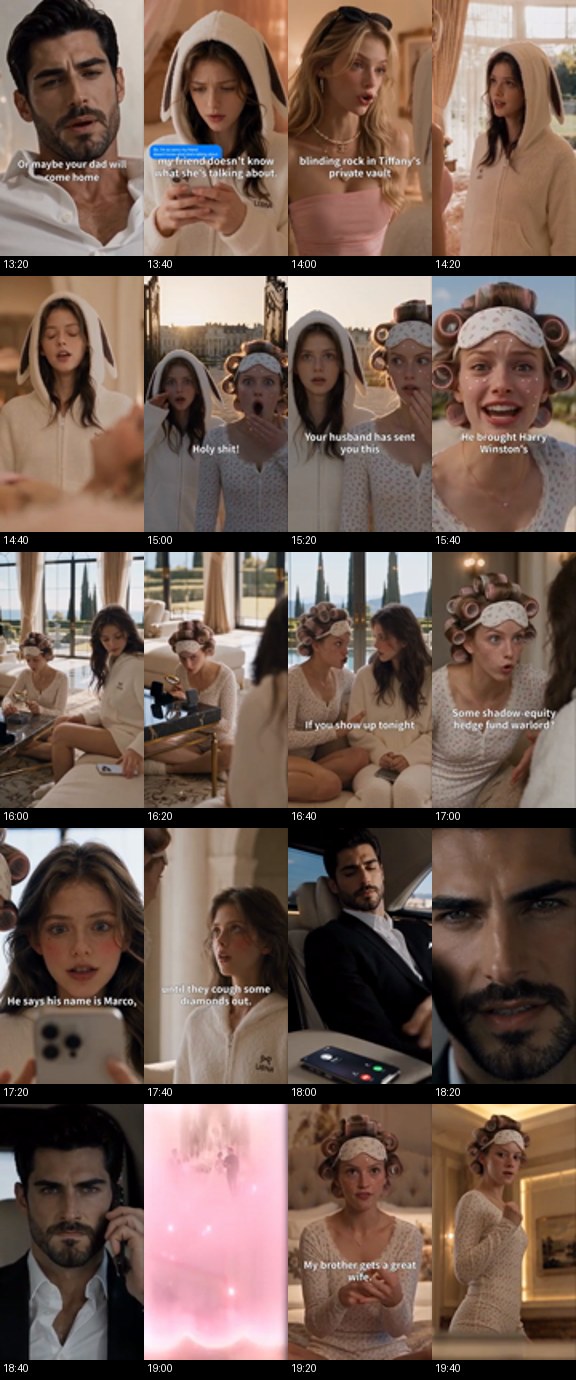 Or maybe your dad will
come home
my friend doesn't know
what she's talking about.
blinding rock in Tiffany's
private vault
13:20
13:40
14:00
14:20
Holy shit!
Your husband has sent
you this
He brought Harry
Winston's
14:40
15:00
15:20
15:40
If you show up tonight
Some shadow-equity
hedge fund warlord?
16:00
16:20
16:40
17:00
He says his name is Marco,
until they cough some
diamonds out.
17:20
17:40
18:00
18:20
My brother gets a great
wife.
18:40
19:00
19:20
19:40